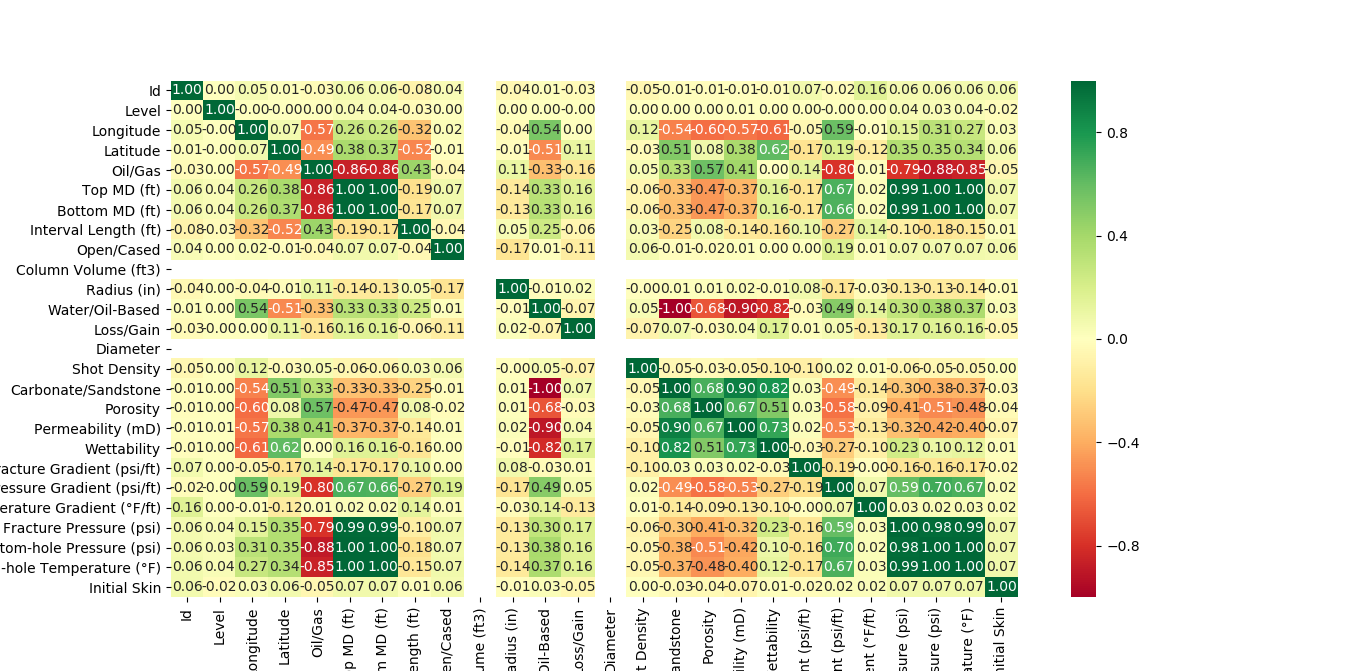 Id 1.00 0.00 0.05 0.01 -0.03 0.06 0.06 -0.08 0.04 -0.04 0.01 -0.03 -0.05 -0.01 -0.01 -0.01 -0.01 0.07 -0.02 0.16 0.06 0.06 0.06 0.06
Level 0.00 1.00 -0.00 -0.00 0.00 0.04 0.04 -0.03 0.00 0.00 0.00 -0.00 0.00 0.00 0.00 0.01 0.00 0.00 -0.00 0.00 0.04 0.03 0.04 -0.02
Longitude 0.05 -0.00 1.00 0.07 -0.57 0.26 0.26 -0.32 0.02 -0.04 0.54 0.00 0.12 -0.54 -0.60 -0.57 -0.61 -0.05 0.59 -0.01 0.15 0.31 0.27 0.03
Latitude 0.01 -0.00 0.07 1.00 -0.49 0.38 0.37 -0.52 -0.01 -0.01 -0.51 0.11 -0.03 0.51 0.08 0.38 0.62 -0.17 0.19 -0.12 0.35 0.35 0.34 0.06
Oil/Gas -0.03 0.00 -0.57 -0.49 1.00 -0.86 -0.86 0.43 -0.04 0.11 -0.33 -0.16 0.05 0.33 0.57 0.41 0.00 0.14 -0.80 0.01 -0.79 -0.88 -0.85 -0.05
Top MD (ft) 0.06 0.04 0.26 0.38 -0.86 1.00 1.00 -0.19 0.07 -0.14 0.33 0.16 -0.06 -0.33 -0.47 -0.37 0.16 -0.17 0.67 0.02 0.99 1.00 1.00 0.07
Bottom MD (ft) 0.06 0.04 0.26 0.37 -0.86 1.00 1.00 -0.17 0.07 -0.13 0.33 0.16 -0.06 -0.33 -0.47 -0.37 0.16 -0.17 0.66 0.02 0.99 1.00 1.00 0.07
Interval Length (ft) -0.08 -0.03 -0.32 -0.52 0.43 -0.19 -0.17 1.00 -0.04 0.05 0.25 -0.06 0.03 -0.25 0.08 -0.14 -0.16 0.10 -0.27 0.14 -0.10 -0.18 -0.15 0.01
Open/Cased 0.04 0.00 0.02 -0.01 -0.04 0.07 0.07 -0.04 1.00 -0.17 0.01 -0.11 0.06 -0.01 -0.02 0.01 0.00 0.00 0.19 0.01 0.07 0.07 0.07 0.06
Column Volume (ft3)
Radius (in) -0.04 0.00 -0.04 -0.01 0.11 -0.14 -0.13 0.05 -0.17 1.00 -0.01 0.02 -0.00 0.01 0.01 0.02 -0.01 0.08 -0.17 -0.03 -0.13 -0.13 -0.14 -0.01
Water/Oil-Based 0.01 0.00 0.54 -0.51 -0.33 0.33 0.33 0.25 0.01 -0.01 1.00 -0.07 0.05 -1.00 -0.68 -0.90 -0.82 -0.03 0.49 0.14 0.30 0.38 0.37 0.03
Loss/Gain -0.03 -0.00 0.00 0.11 -0.16 0.16 0.16 -0.06 -0.11 0.02 -0.07 1.00 -0.07 0.07 -0.03 0.04 0.17 0.01 0.05 -0.13 0.17 0.16 0.16 -0.05
Diameter
Shot Density -0.05 0.00 0.12 -0.03 0.05 -0.06 -0.06 0.03 0.06 -0.00 0.05 -0.07 1.00 -0.05 -0.03 -0.05 -0.10 -0.10 0.02 0.01 -0.06 -0.05 -0.05 0.00
Carbonate/Sandstone -0.01 0.00 -0.54 0.51 0.33 -0.33 -0.33 -0.25 -0.01 0.01 -1.00 0.07 -0.05 1.00 0.68 0.90 0.82 0.03 -0.49 -0.14 -0.30 -0.38 -0.37 -0.03
Porosity -0.01 0.00 -0.60 0.08 0.57 -0.47 -0.47 0.08 -0.02 0.01 -0.68 -0.03 -0.03 0.68 1.00 0.67 0.51 0.03 -0.58 -0.09 -0.41 -0.51 -0.48 -0.04
Permeability (mD) -0.01 0.01 -0.57 0.38 0.41 -0.37 -0.37 -0.14 0.01 0.02 -0.90 0.04 -0.05 0.90 0.67 1.00 0.73 0.02 -0.53 -0.13 -0.32 -0.42 -0.40 -0.07
Wettability -0.01 0.00 -0.61 0.62 0.00 0.16 0.16 -0.16 0.00 -0.01 -0.82 0.17 -0.10 0.82 0.51 0.73 1.00 -0.03 -0.27 -0.10 0.23 0.10 0.12 0.01
racture Gradient (psi/ft) 0.07 0.00 -0.05 -0.17 0.14 -0.17 -0.17 0.10 0.00 0.08 -0.03 0.01 -0.10 0.03 0.03 0.02 -0.03 1.00 -0.19 -0.00 -0.16 -0.16 -0.17 -0.02
ressure Gradient (psi/ft) -0.02 -0.00 0.59 0.19 -0.80 0.67 0.66 -0.27 0.19 -0.17 0.49 0.05 0.02 -0.49 -0.58 -0.53 -0.27 -0.19 1.00 0.07 0.59 0.70 0.67 0.02
erature Gradient (°F/ft) 0.16 0.00 -0.01 -0.12 0.01 0.02 0.02 0.14 0.01 -0.03 0.14 -0.13 0.01 -0.14 -0.09 -0.13 -0.10 -0.00 0.07 1.00 0.03 0.02 0.03 0.02
Fracture Pressure (psi) 0.06 0.04 0.15 0.35 -0.79 0.99 0.99 -0.10 0.07 -0.13 0.30 0.17 -0.06 -0.30 -0.41 -0.32 0.23 -0.16 0.59 0.03 1.00 0.98 0.99 0.07
tom-hole Pressure (psi) 0.06 0.03 0.31 0.35 -0.88 1.00 1.00 -0.18 0.07 -0.13 0.38 0.16 -0.05 -0.38 -0.51 -0.42 0.10 -0.16 0.70 0.02 0.98 1.00 1.00 0.07
-hole Temperature (°F) 0.06 0.04 0.27 0.34 -0.85 1.00 1.00 -0.15 0.07 -0.14 0.37 0.16 -0.05 -0.37 -0.48 -0.40 0.12 -0.17 0.67 0.03 0.99 1.00 1.00 0.07
Initial Skin 0.06 -0.02 0.03 0.06 -0.05 0.07 0.07 0.01 0.06 -0.01 0.03 -0.05 0.00 -0.03 -0.04 -0.07 0.01 -0.02 0.02 0.02 0.07 0.07 0.07 1.00
Id
Level
ongitude
Latitude
Oil/Gas
p MD (ft)
m MD (ft)
ength (ft)
en/Cased
ume (ft3)
adius (in)
Oil-Based
Loss/Gain
Diameter
t Density
andstone
Porosity
ility (mD)
ettability
nt (psi/ft)
nt (psi/ft)
ent (°F/ft)
sure (psi)
sure (psi)
ature (°F)
nitial Skin
0.8
0.4
0.0
−0.4
−0.8